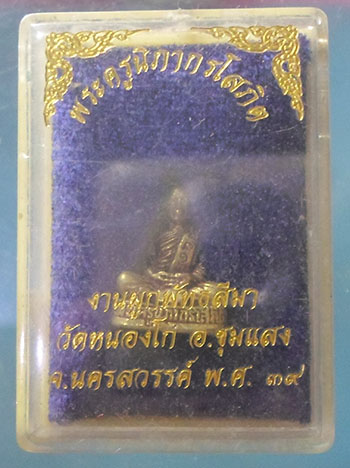 พระครูนิภากรโสภิต
งานผูกพัทธสีมา
วัดหนองโก อ.ชุมแสง
จ.นครสวรรค์ พ.ศ. ๓๙